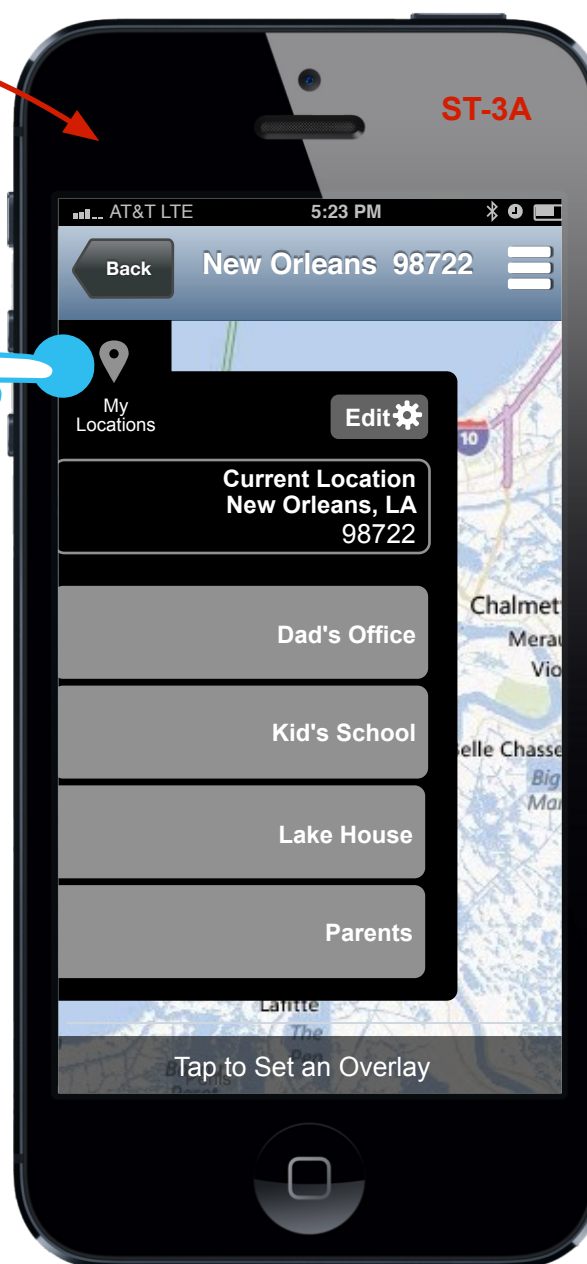 ST-3A
AT&T LTE
5:23 PM
Back
New Orleans 98722
My
Locations
Edit
10
Current Location
New Orleans, LA
98722
Dad's Office
Kid's School
Lake House
Parents
Chalmet
Merau
Vio
elle Chasse
Big
Mar
Lafitte
The
Pen
Tap to Set an Overlay